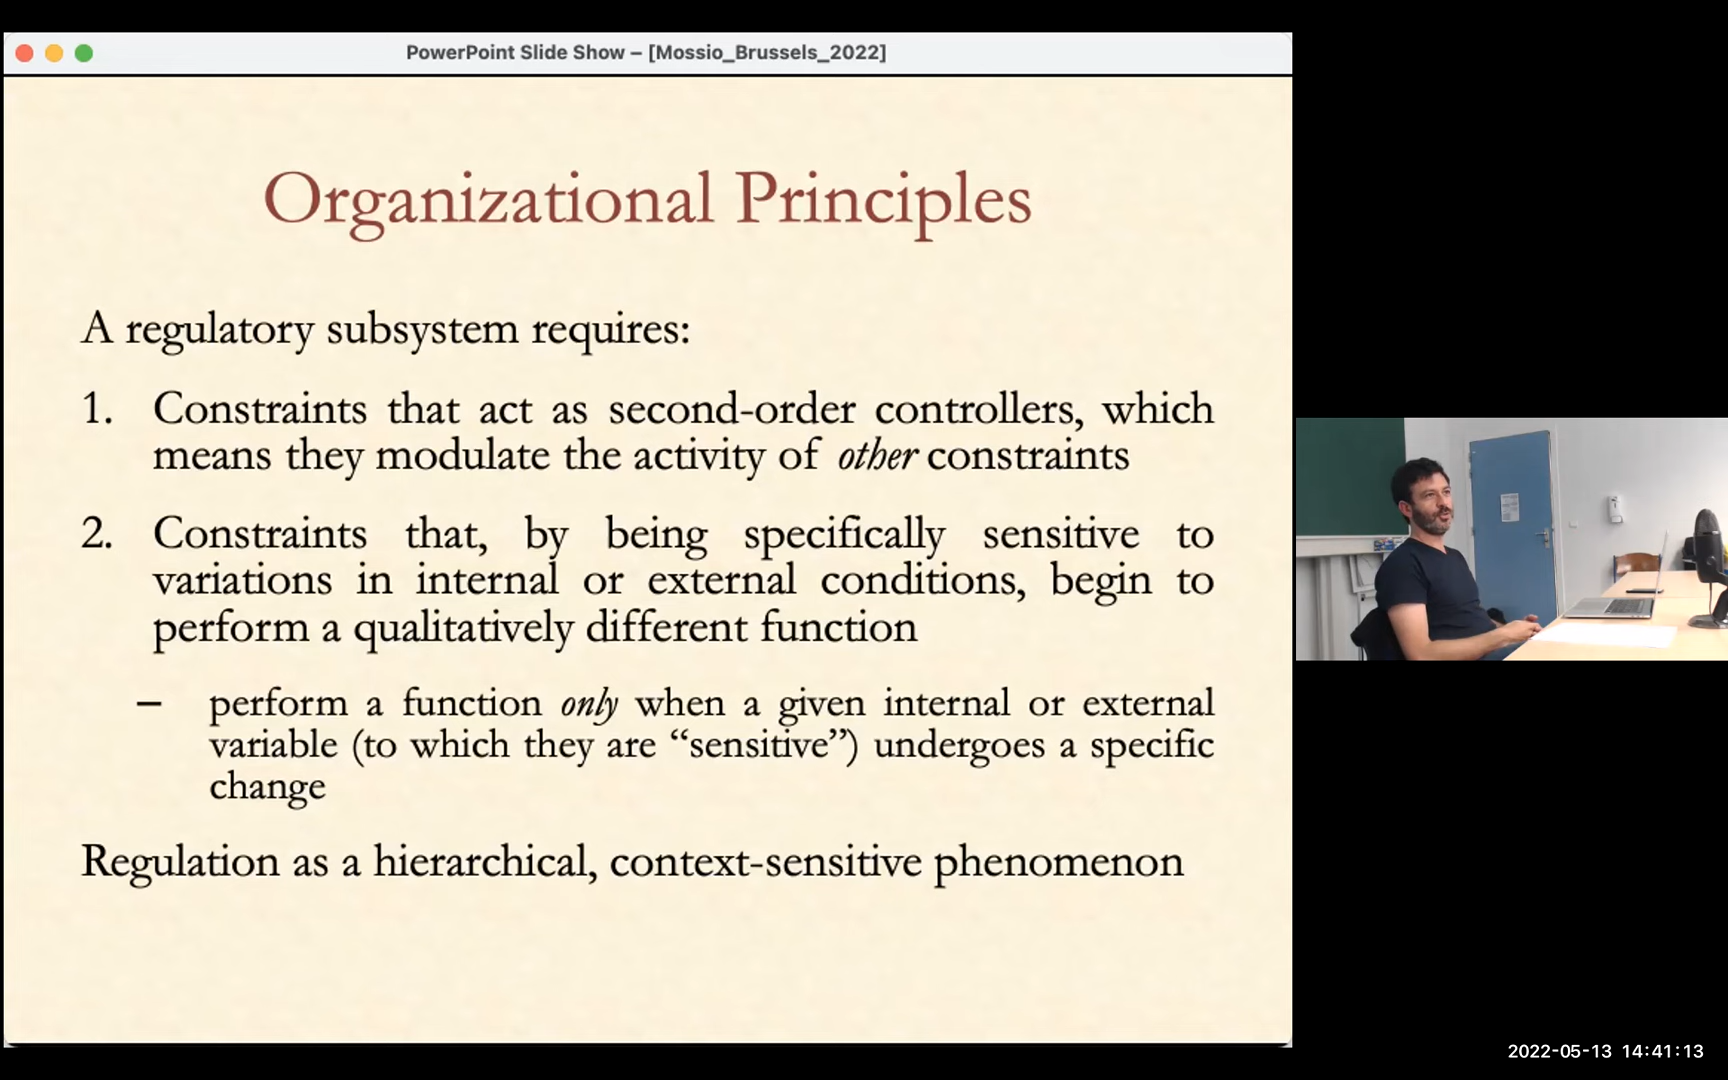 PowerPoint Slide Show – [Mossio_Brussels_2022]
Organizational Principles
A regulatory subsystem requires:
1. Constraints that act as second-order controllers, which
means they modulate the activity of other constraints
2. Constraints that, by being specifically sensitive to
variations in internal or external conditions, begin to
perform a qualitatively different function
– perform a function only when a given internal or external
variable (to which they are “sensitive”) undergoes a specific
change
Regulation as a hierarchical, context-sensitive phenomenon
2022-05-13 14:41:13